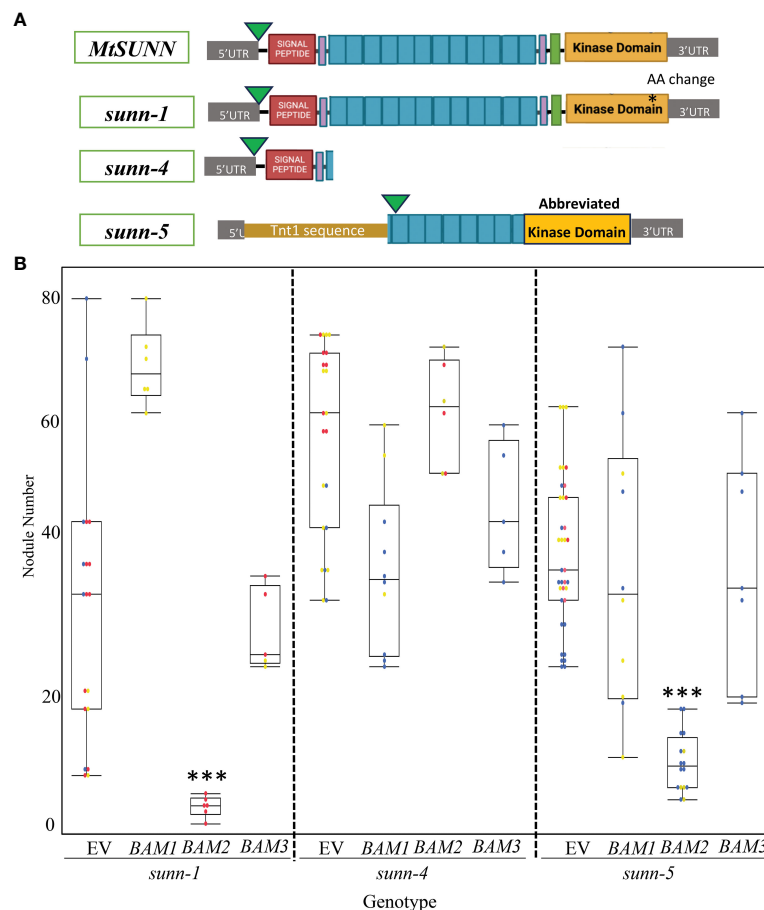 A
MtSUNN
5'UTR
SIGNAL
PEPTIDE
Kinase Domain
3'UTR
AA change
*
sunn-1
5'UTR
SIGNAL
PEPTIDE
Kinase Domain
3'UTR
sunn-4
5'UTR
SIGNAL
PEPTIDE
Abbreviated
sunn-5
5'U
Tnt1 sequence
Kinase Domain
3'UTR
B
80
60
40
20
0
Nodule Number
***
***
EV BAM1 BAM2 BAM3 EV BAM1 BAM2 BAM3 EV BAM1 BAM2 BAM3
sunn-1 sunn-4 sunn-5
Genotype